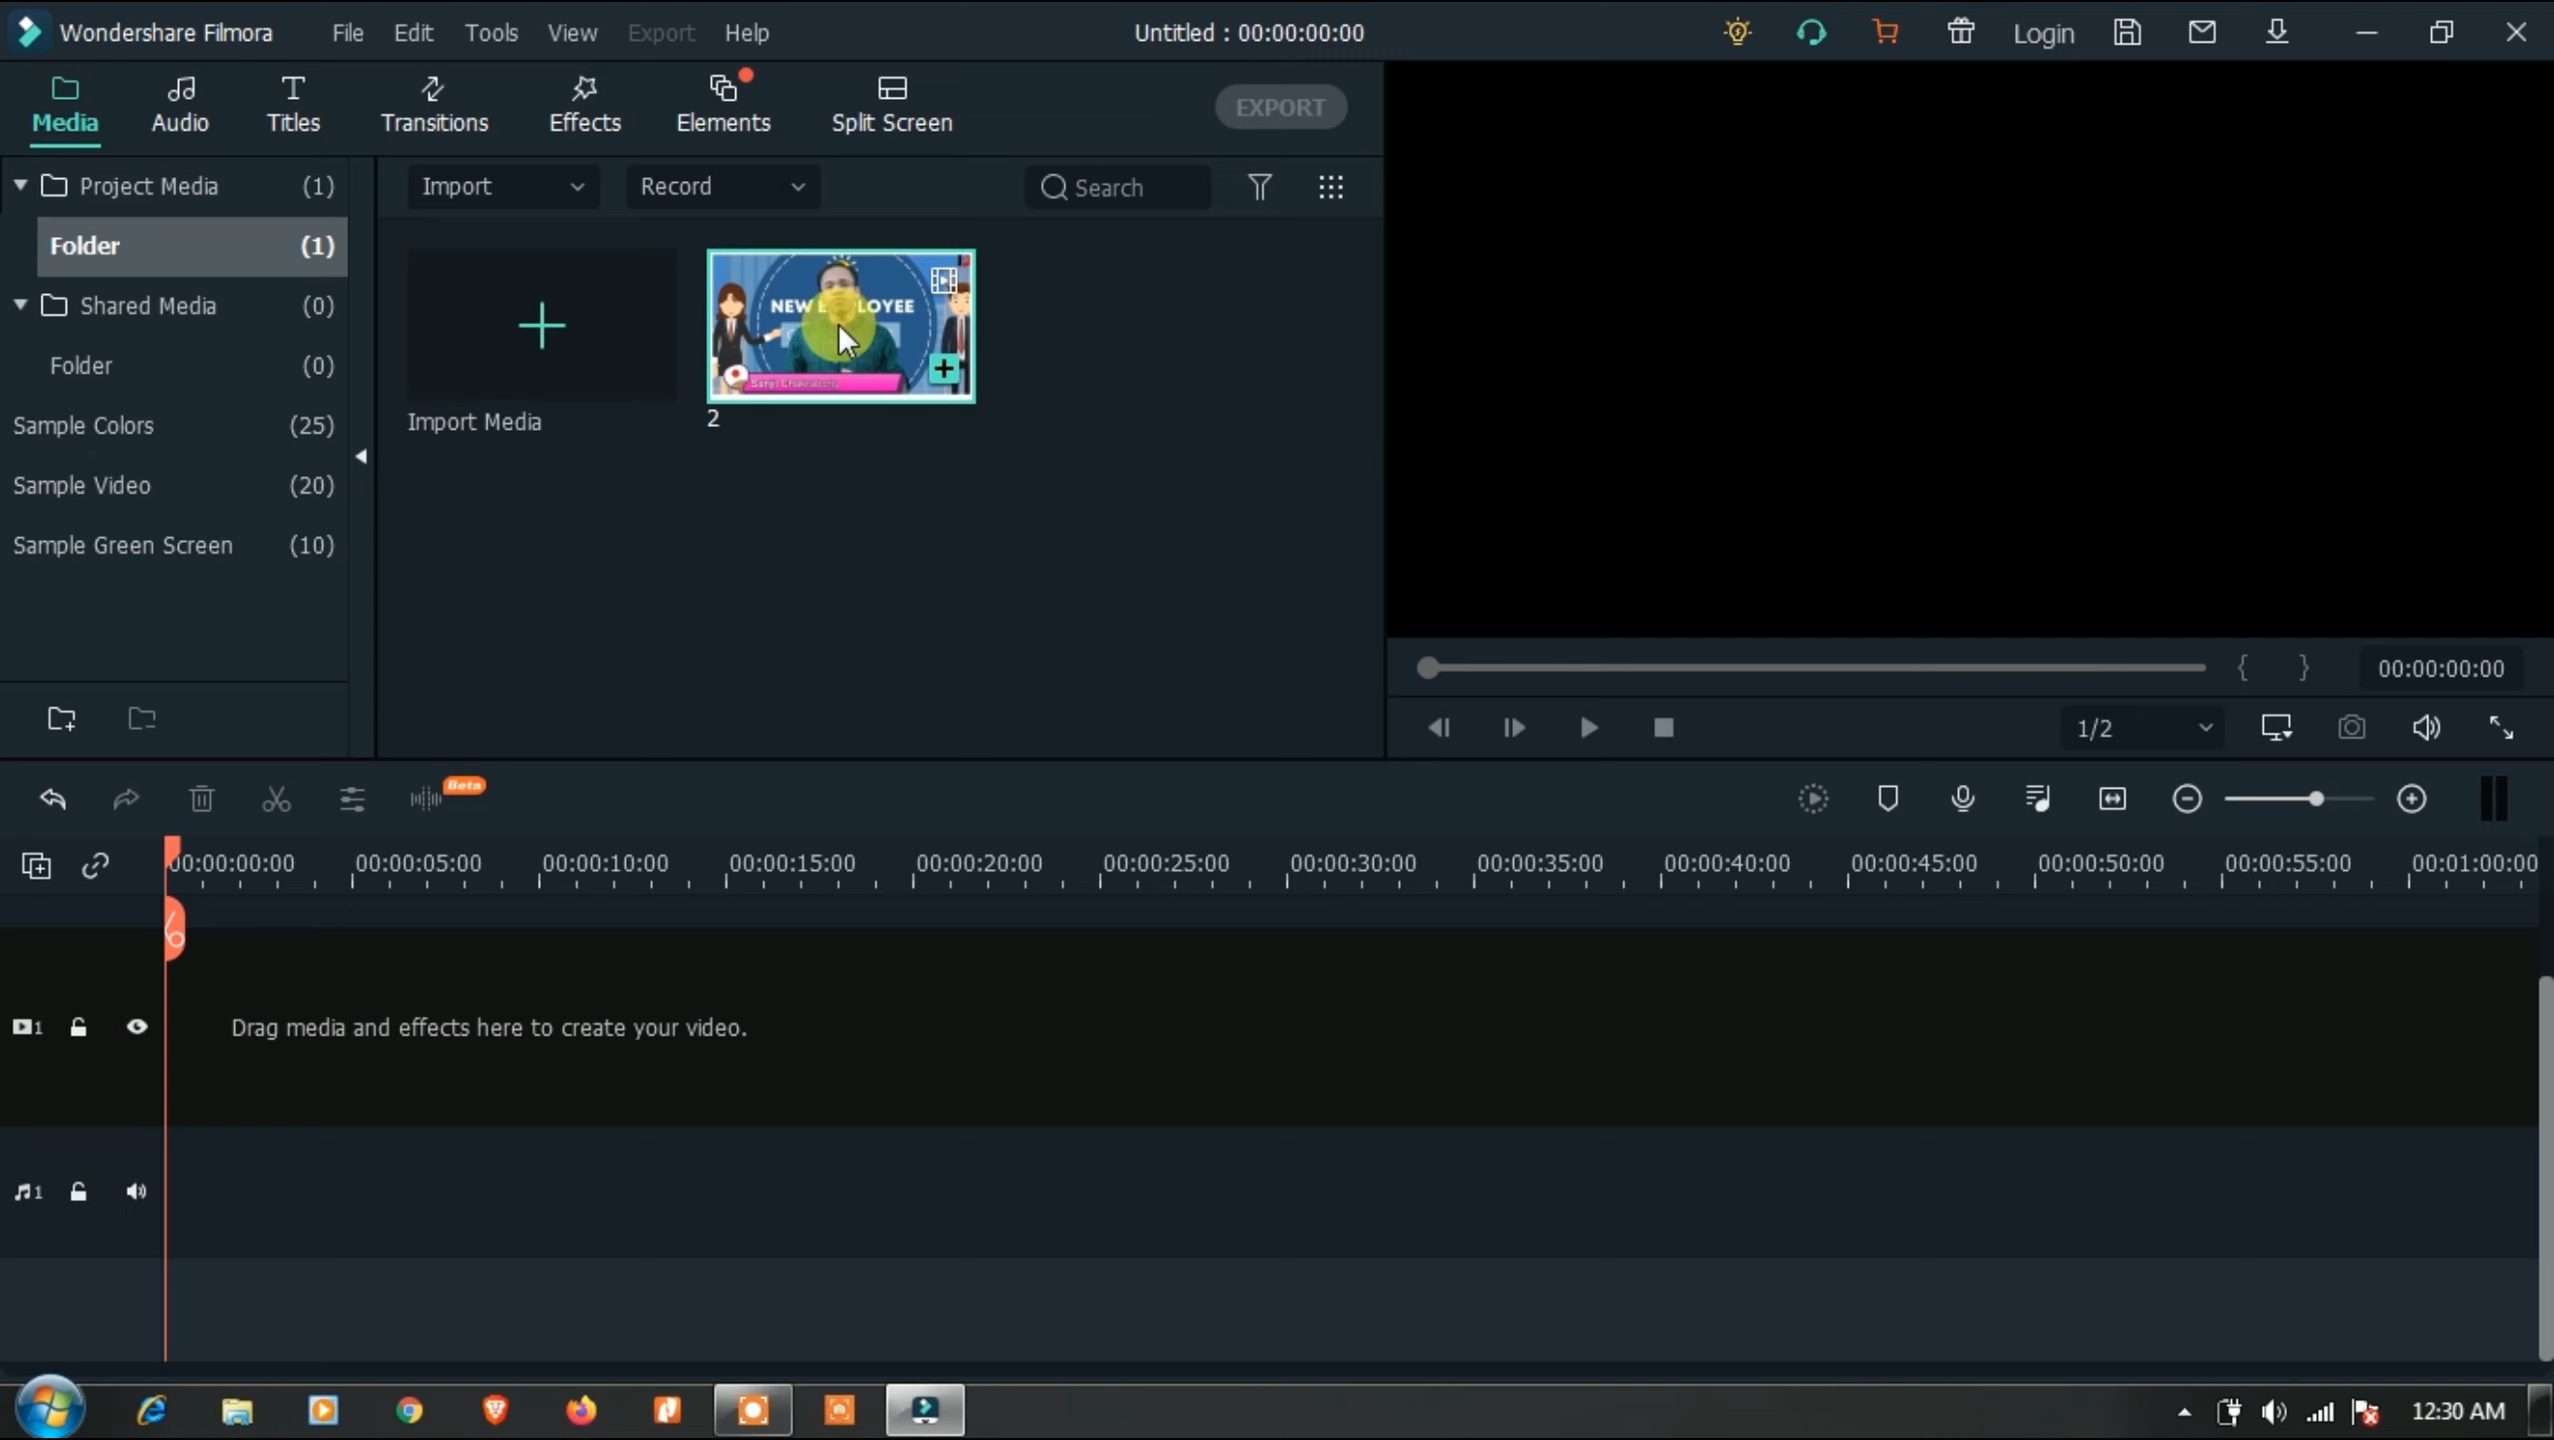 Wondershare Filmora File Edit Tools View Export Help Untitled : 00:00:00:00 Login
Media Audio Titles Transitions Effects Elements Split Screen EXPORT
Project Media (1)
Import Record Search
Folder (1)
Shared Media (0)
Folder (0)
Sample Colors (25)
Sample Video (20)
Sample Green Screen (10)
NEW EMPLOYEE
Import Media
2
{ } 00:00:00:00
1/2
Beta
00:00:00:00 00:00:05:00 00:00:10:00 00:00:15:00 00:00:20:00 00:00:25:00 00:00:30:00 00:00:35:00 00:00:40:00 00:00:45:00 00:00:50:00 00:00:55:00 00:01:00:00
1 Drag media and effects here to create your video.
1
12:30 AM